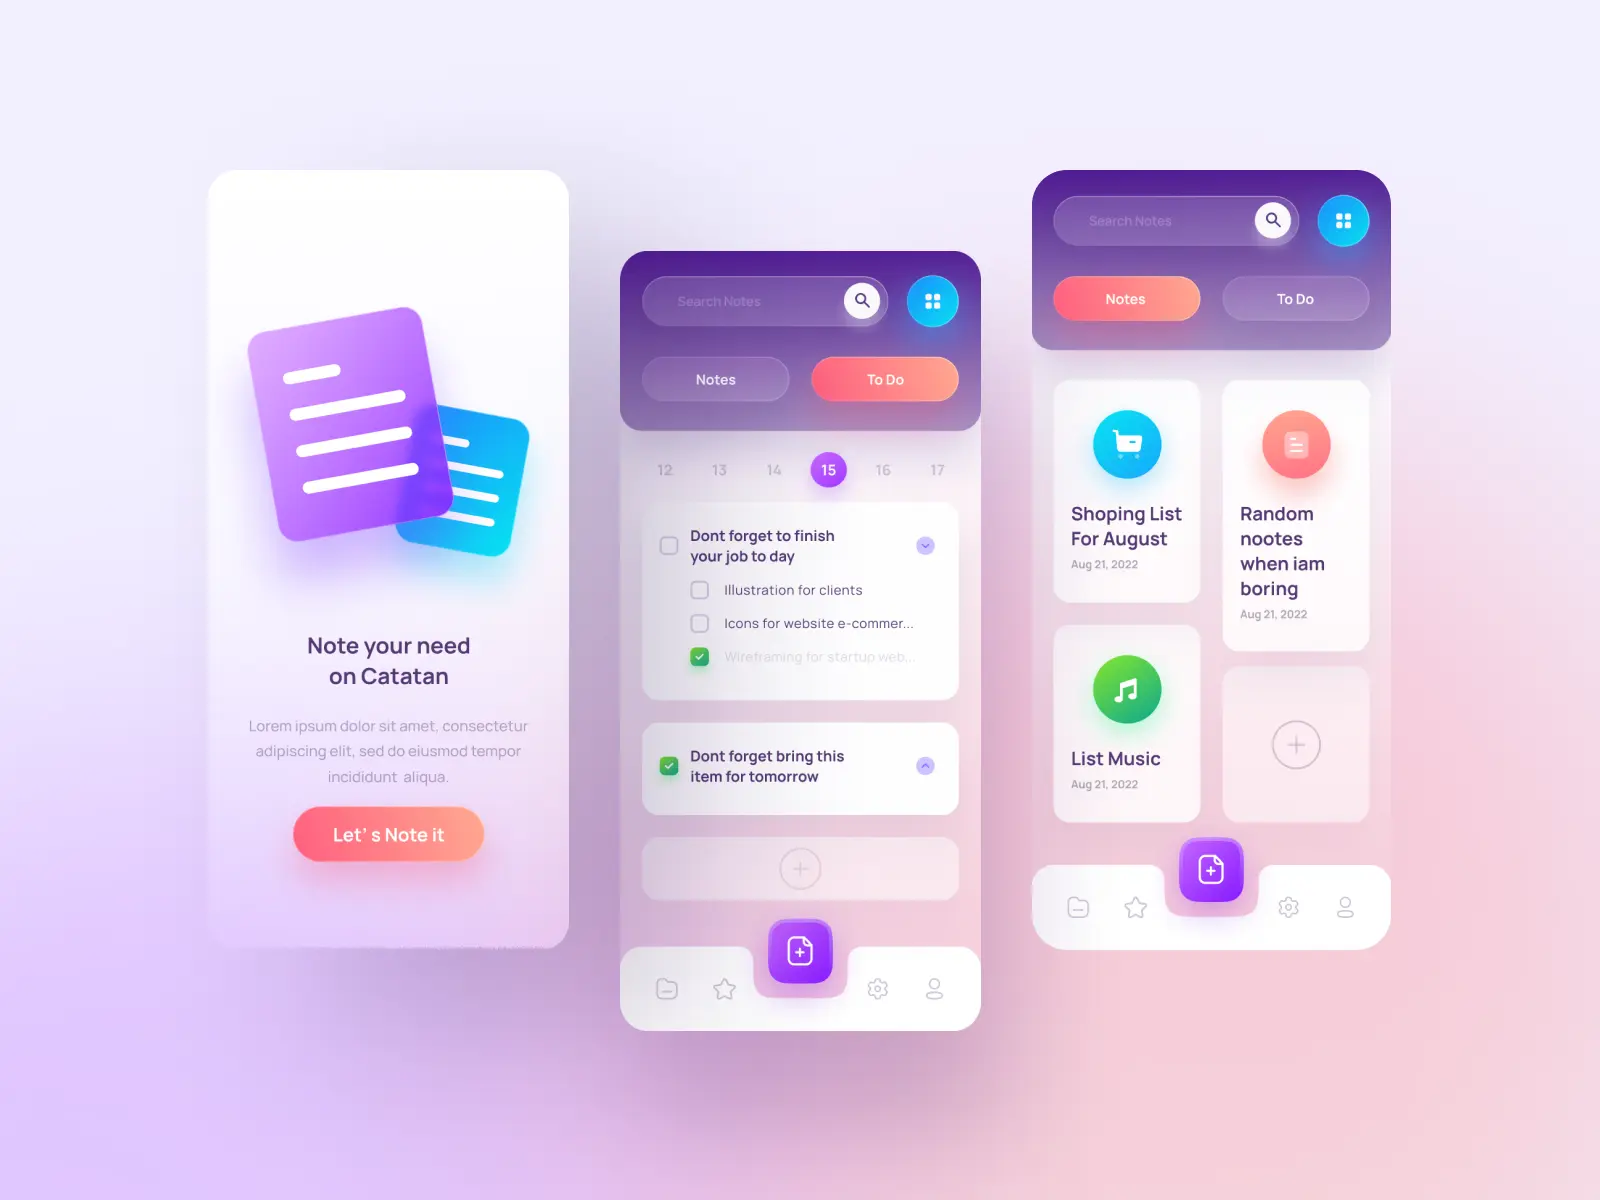 Note your need
on Catatan
Lorem ipsum dolor sit amet, consectetur
adipiscing elit, sed do eiusmod tempor
incididunt aliqua.
Let' s Note it
Search Notes
Notes
To Do
12 13 14 15 16 17
Dont forget to finish
your job to day
Illustration for clients
Icons for website e-commer...
Wireframing for startup web...
Dont forget bring this
item for tomorrow
Search Notes
Notes
To Do
Shoping List
For August
Aug 21, 2022
Random
nootes
when iam
boring
Aug 21, 2022
List Music
Aug 21, 2022